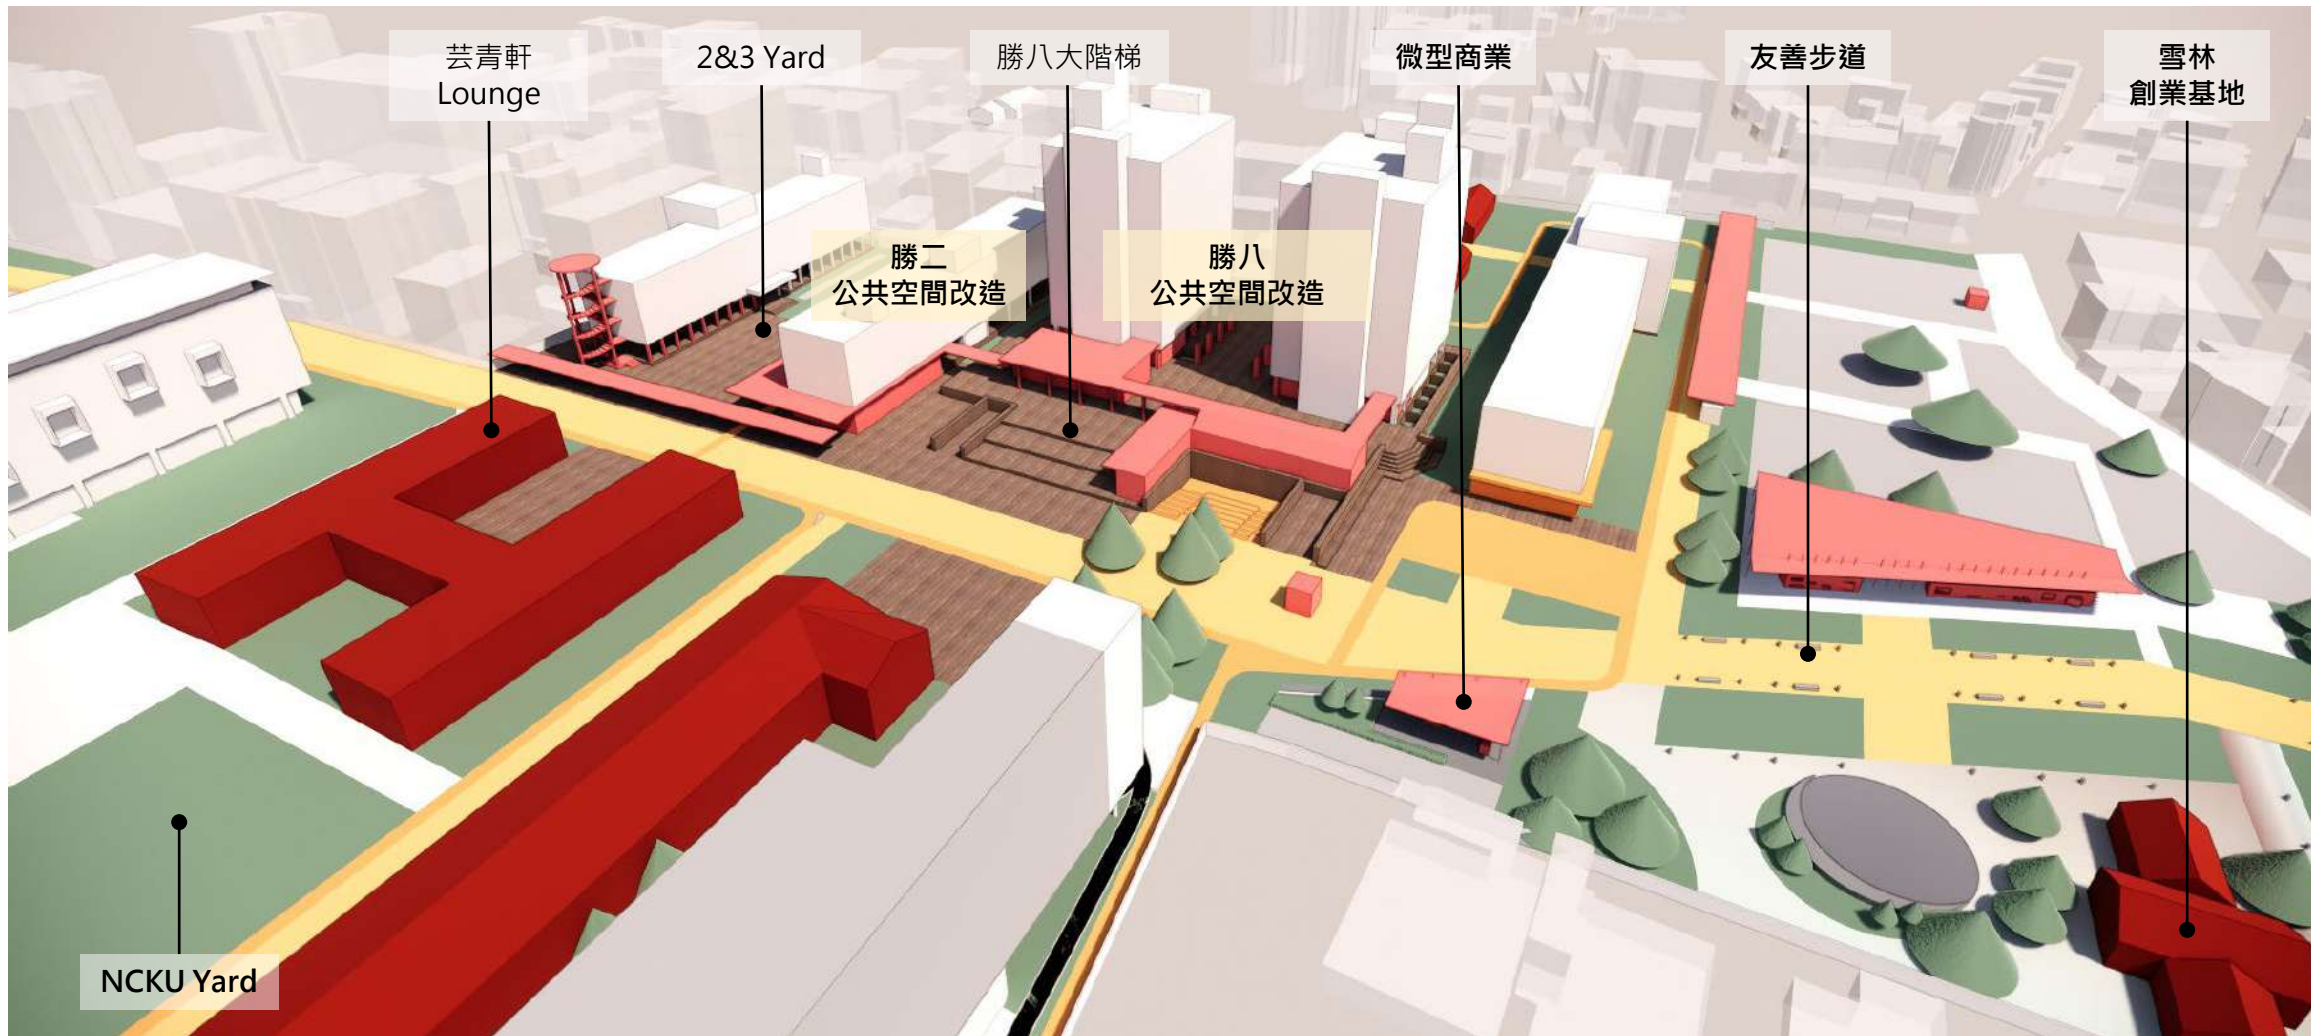 芸青軒
Lounge
2&3 Yard
勝八大階梯
微型商業
友善步道
雪林
創業基地
勝二
公共空間改造
勝八
公共空間改造
NCKU Yard